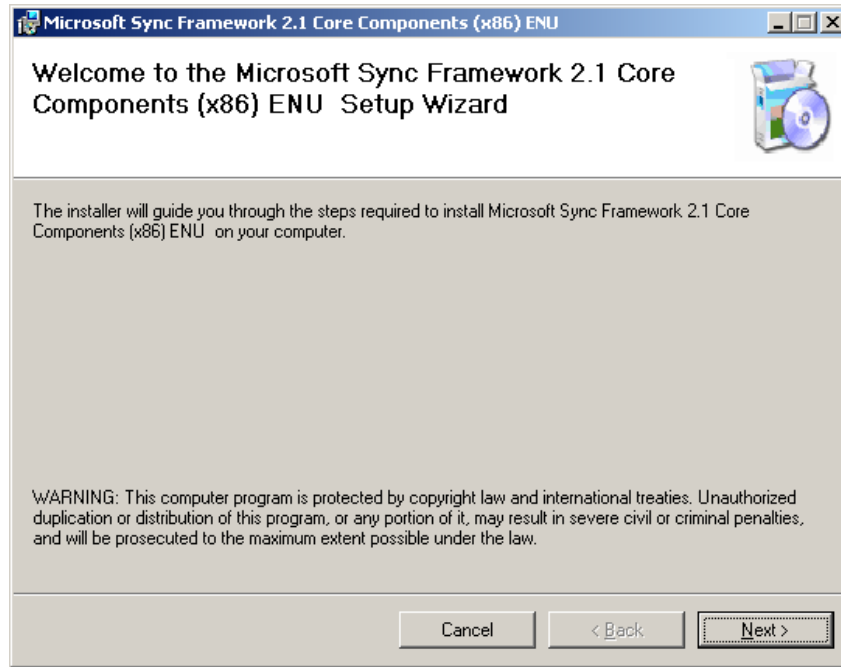 Microsoft Sync Framework 2.1 Core Components (x86) ENU
Welcome to the Microsoft Sync Framework 2.1 Core
Components (x86) ENU  Setup Wizard
The installer will guide you through the steps required to install Microsoft Sync Framework 2.1 Core
Components (x86) ENU  on your computer.
WARNING: This computer program is protected by copyright law and international treaties. Unauthorized
duplication or distribution of this program, or any portion of it, may result in severe civil or criminal penalties,
and will be prosecuted to the maximum extent possible under the law.
Cancel
< Back
Next >